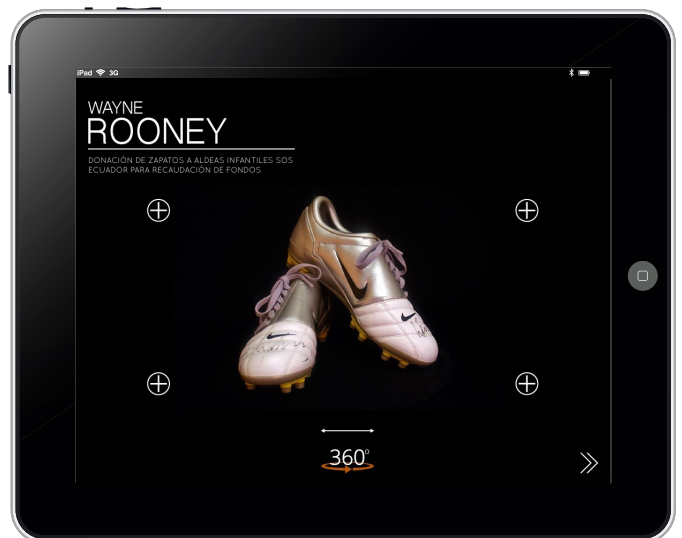 iPad 3G
WAYNE
ROONEY
DONACIÓN DE ZAPATOS A ALDEAS INFANTILES SOS
ECUADOR PARA RECAUDACIÓN DE FONDOS
360°